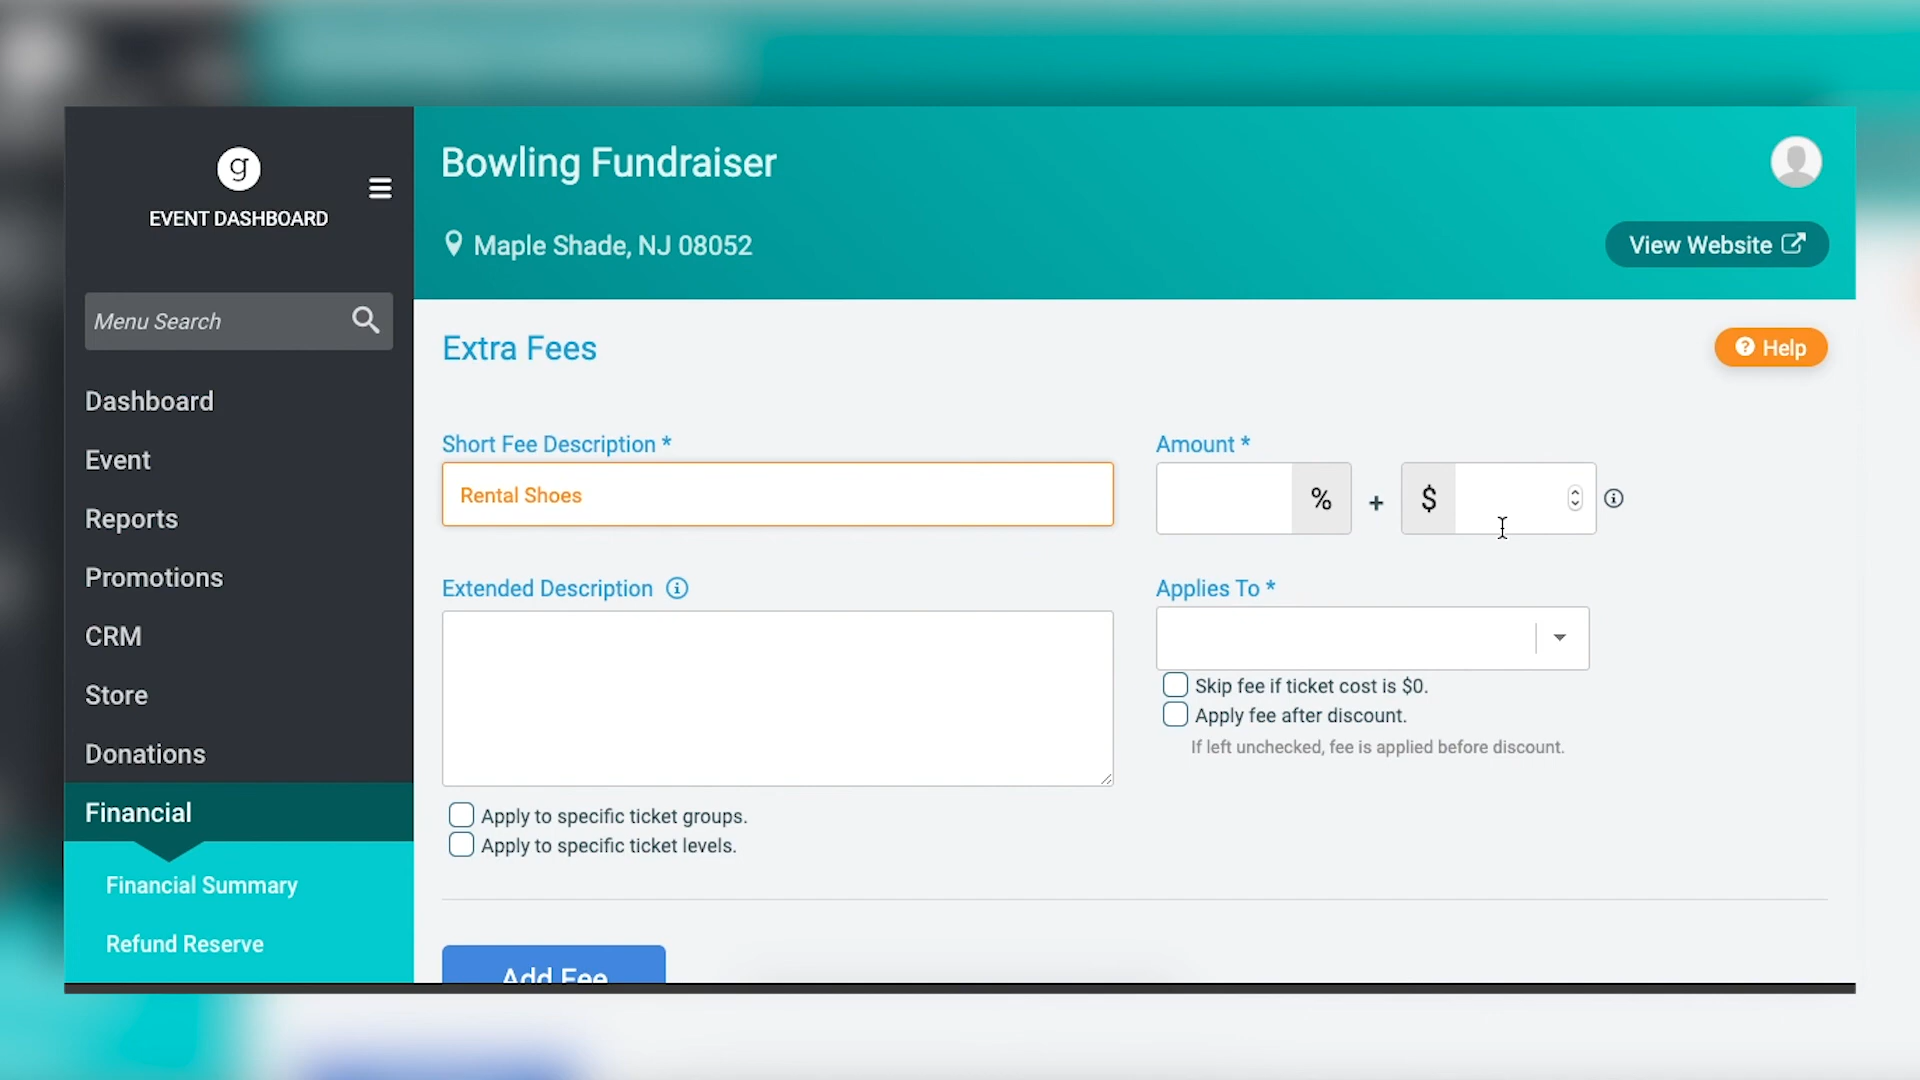 g
EVENT DASHBOARD
Menu Search
Dashboard
Event
Reports
Promotions
CRM
Store
Donations
Financial
Financial Summary
Refund Reserve
Bowling Fundraiser
Maple Shade, NJ 08052
View Website
Extra Fees
? Help
Short Fee Description *
Rental Shoes
Amount *
% + $
Extended Description
Applies To *
Skip fee if ticket cost is $0.
Apply fee after discount.
If left unchecked, fee is applied before discount.
Apply to specific ticket groups.
Apply to specific ticket levels.
Add Fee